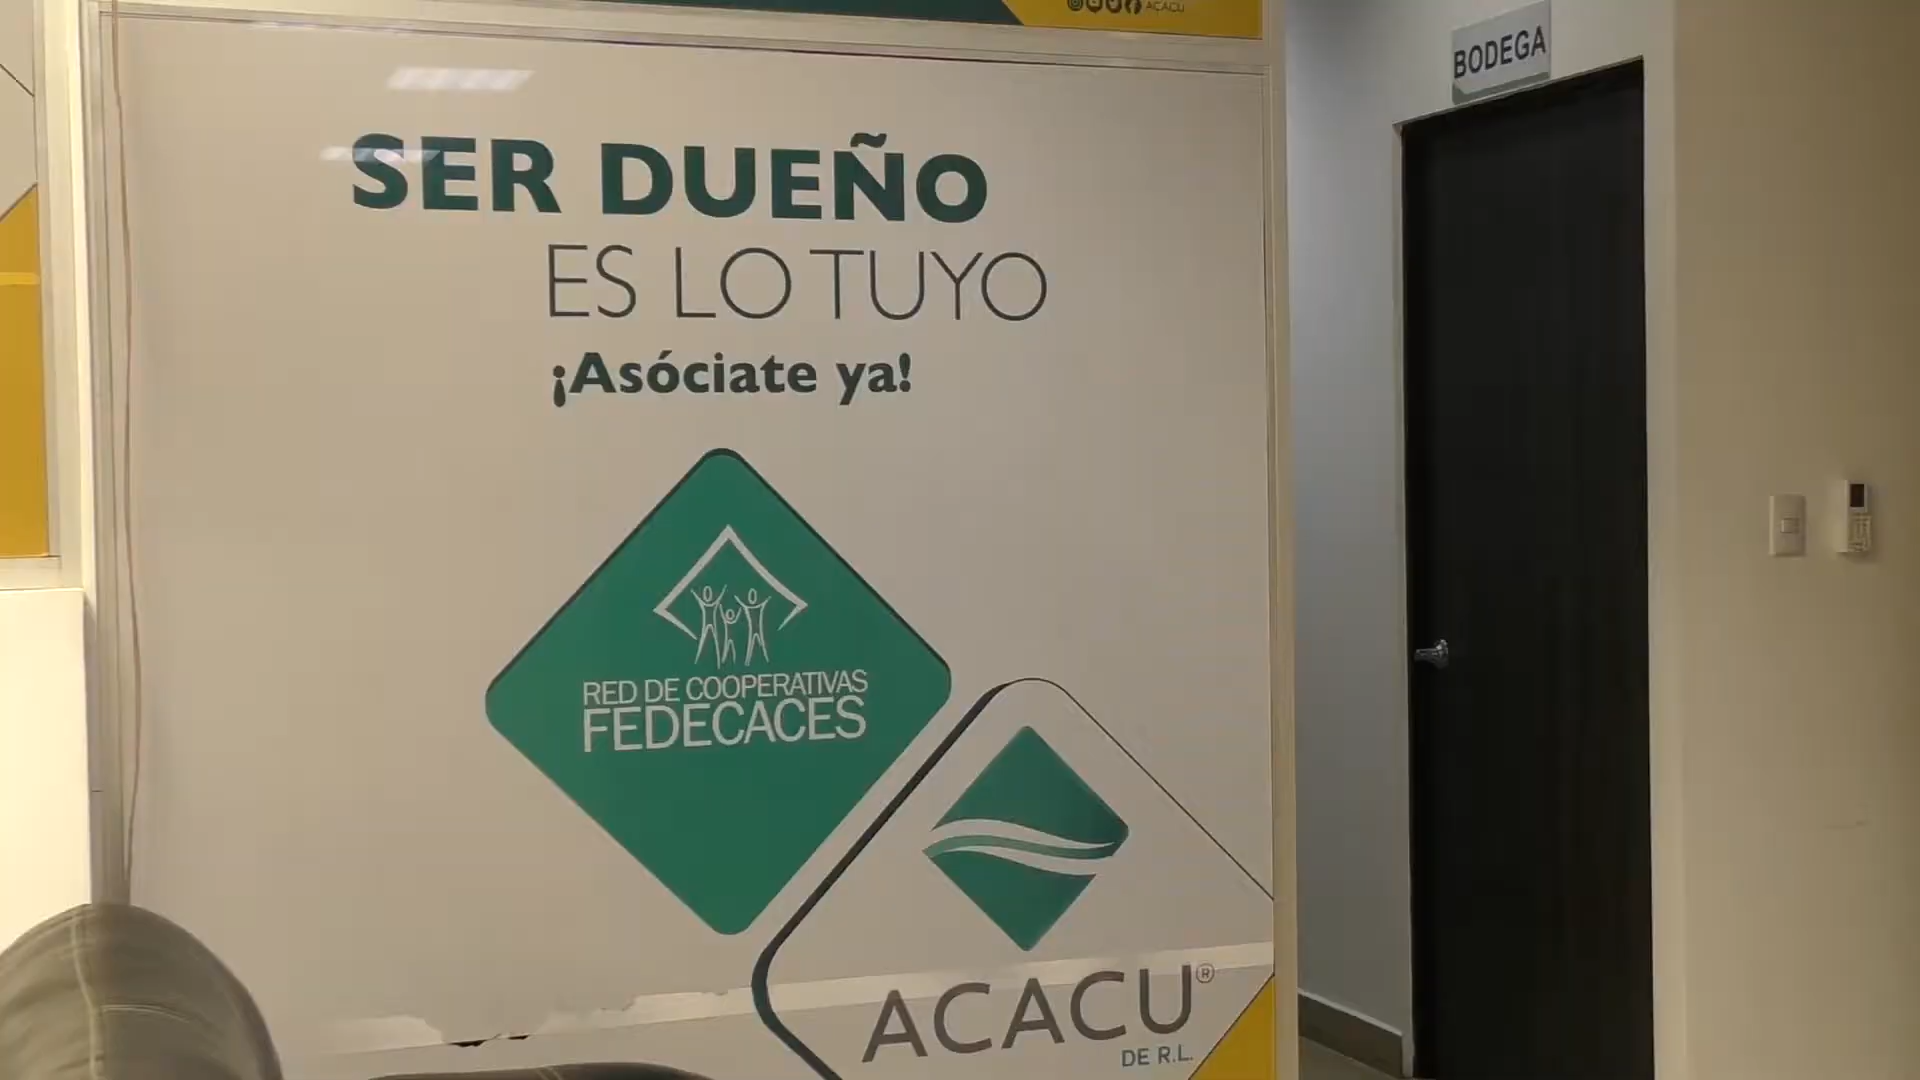 ACACU
BODEGA
SER DUEÑO
ES LO TUYO
¡Asóciate ya!
RED DE COOPERATIVAS
FEDECACES
ACACU®
DE R.L.